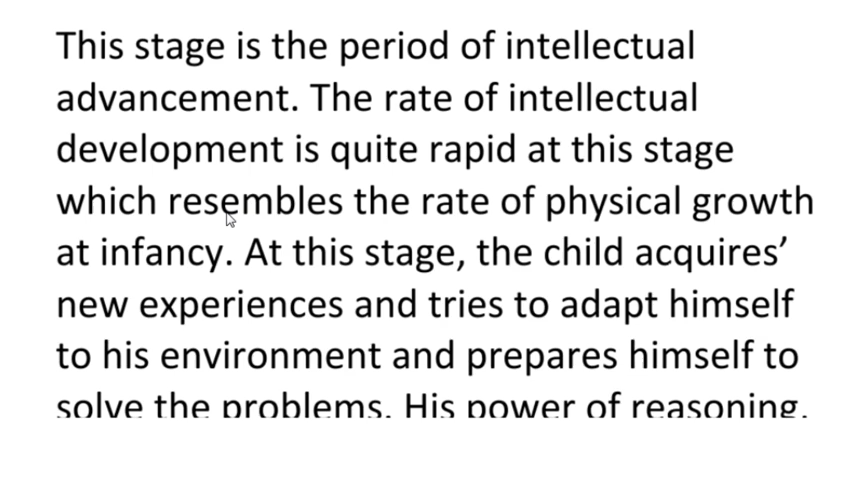 This stage is the period of intellectual
advancement. The rate of intellectual
development is quite rapid at this stage
which resembles the rate of physical growth
at infancy. At this stage, the child acquires’
new experiences and tries to adapt himself
to his environment and prepares himself to
solve the problems. His power of reasoning,